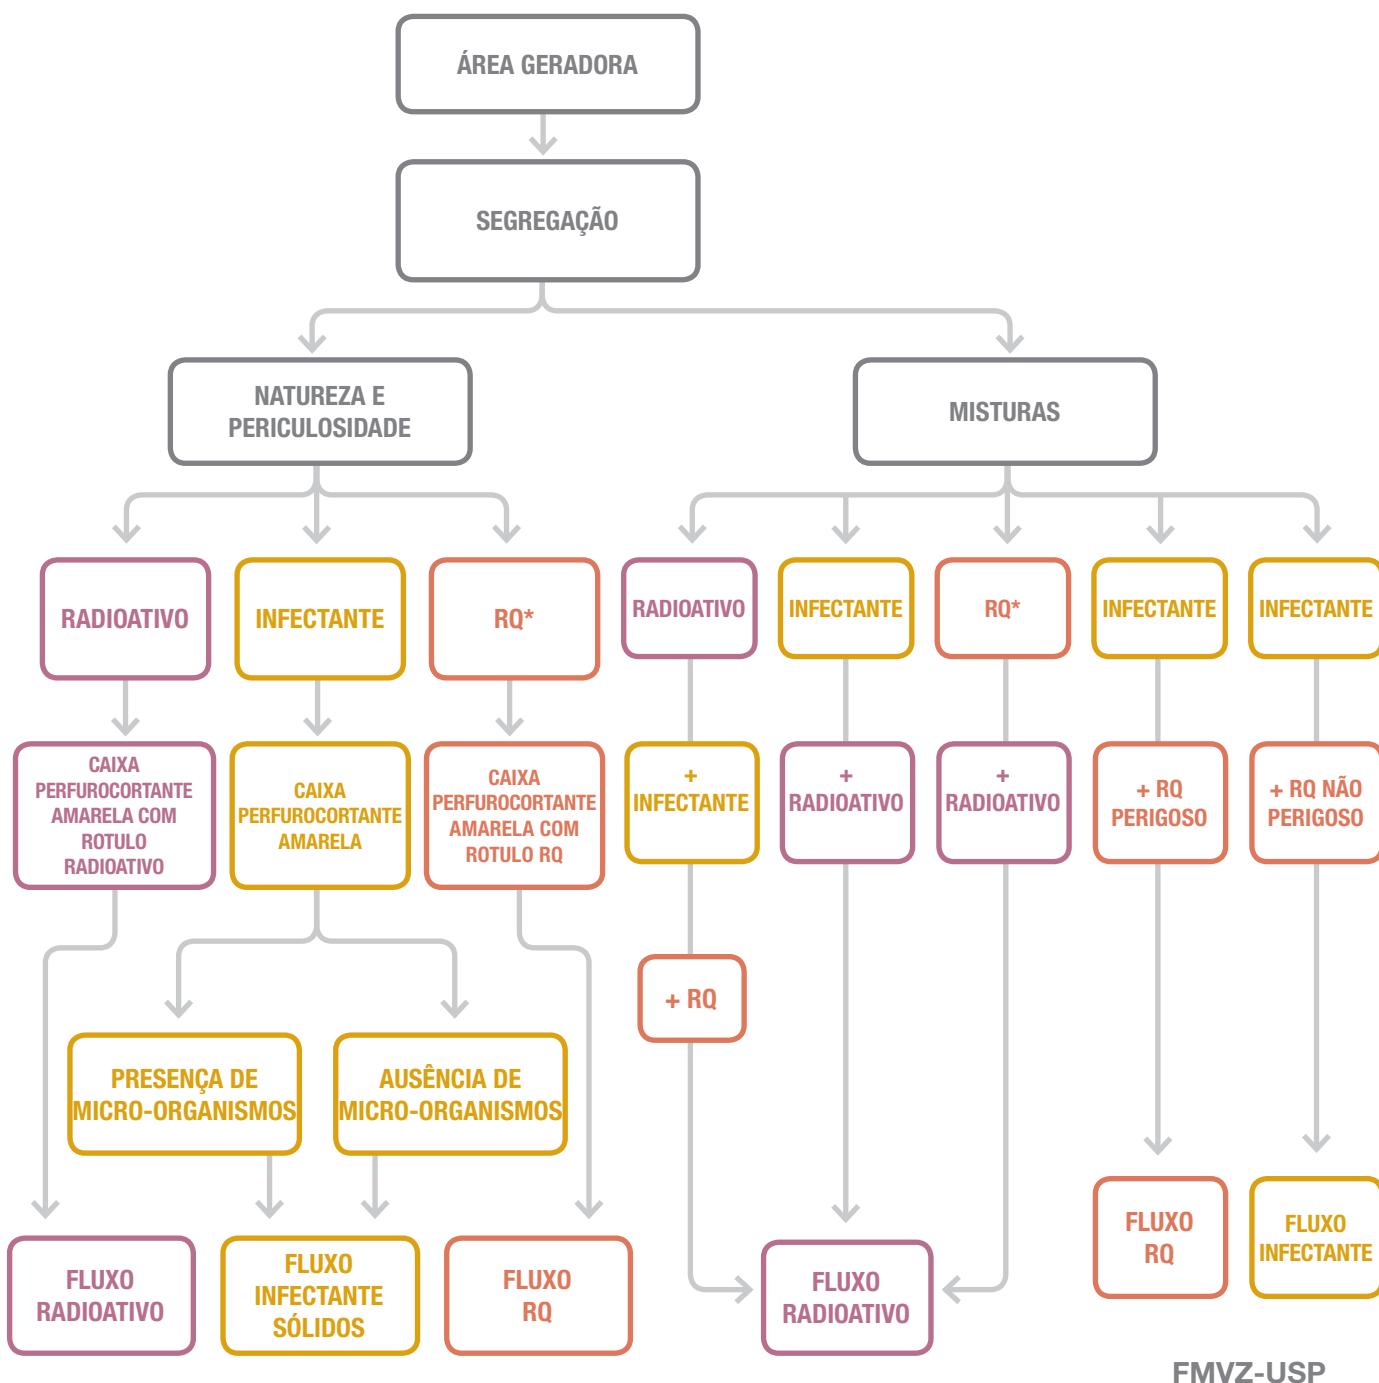 ÁREA GERADORA
SEGREGAÇÃO
NATUREZA E
PERICULOSIDADE
MISTURAS
RADIOATIVO
INFECTANTE
RQ*
RADIOATIVO
INFECTANTE
RQ*
INFECTANTE
INFECTANTE
CAIXA
PERFUROCORTANTE
AMARELA COM
ROTULO
RADIOATIVO
CAIXA
PERFUROCORTANTE
AMARELA
CAIXA
PERFUROCORTANTE
AMARELA COM
ROTULO RQ
+
INFECTANTE
+
RADIOATIVO
+
RADIOATIVO
+ RQ
PERIGOSO
+ RQ NÃO
PERIGOSO
+ RQ
PRESENÇA DE
MICRO-ORGANISMOS
AUSÊNCIA DE
MICRO-ORGANISMOS
FLUXO
RADIOATIVO
FLUXO
INFECTANTE
SÓLIDOS
FLUXO
RQ
FLUXO
RADIOATIVO
FLUXO
RQ
FLUXO
INFECTANTE
FMVZ-USP